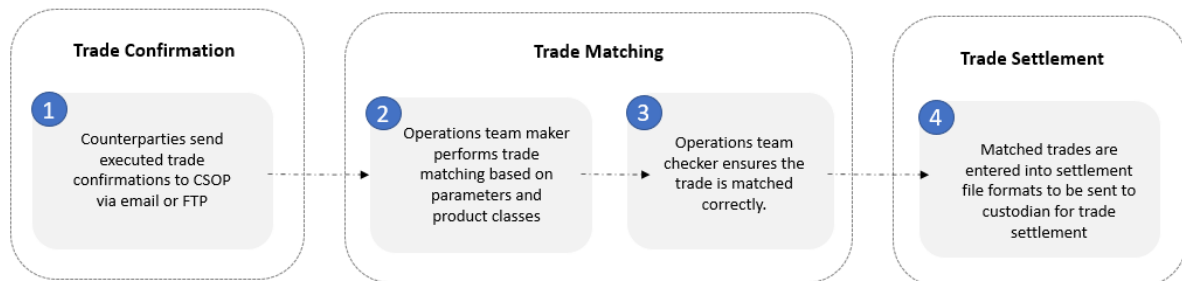 Trade Confirmation
1
Counterparties send
executed trade
confirmations to CSOP
via email or FTP
Trade Matching
2
Operations team maker
performs trade
matching based on
parameters and
product classes
3
Operations team
checker ensures the
trade is matched
correctly.
Trade Settlement
4
Matched trades are
entered into settlement
file formats to be sent to
custodian for trade
settlement